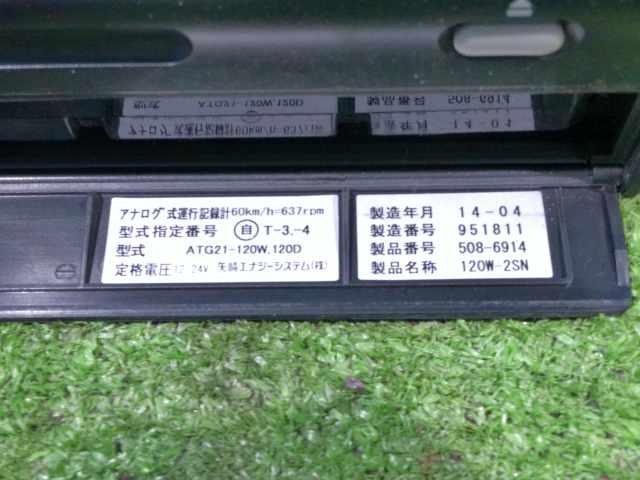 アナログ式運行記録計60km/h=637rpm
型式指定番号 ㊀自 T-3.-4
型式 ATG21-120W,120D
定格電圧12-24V 矢崎エナジーシステム(株)
製造年月 14-04
製造番号 951811
製品番号 508-6914
製品名称 120W-2SN